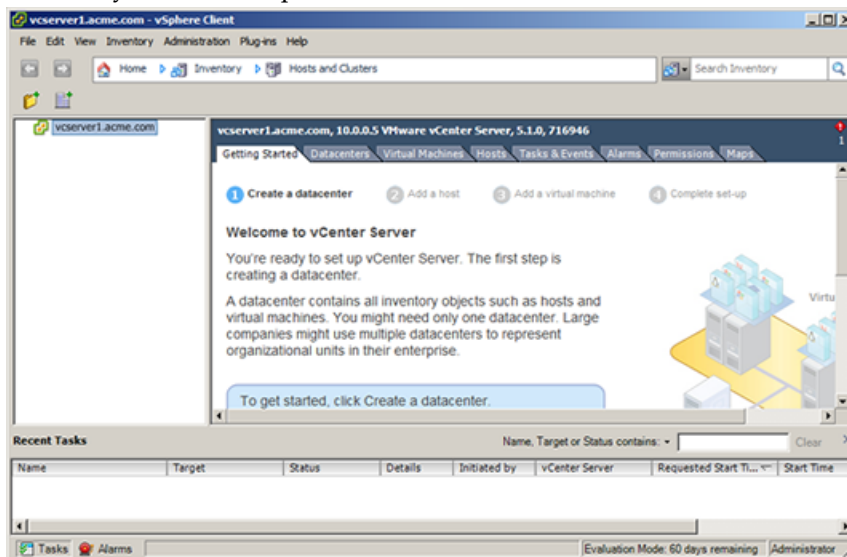 vcserver1.acme.com - vSphere Client
File Edit View Inventory Administration Plug-ins Help
Home Inventory Hosts and Clusters Search Inventory
vcserver1.acme.com
vcserver1.acme.com, 10.0.0.5 VMware vCenter Server, 5.1.0, 716946
1
Getting Started Datacenters Virtual Machines Hosts Tasks & Events Alarms Permissions Maps
1 Create a datacenter 2 Add a host 3 Add a virtual machine 4 Complete set-up
Welcome to vCenter Server
You're ready to set up vCenter Server. The first step is
creating a datacenter.
A datacenter contains all inventory objects such as hosts and
virtual machines. You might need only one datacenter. Large
companies might use multiple datacenters to represent
organizational units in their enterprise.
Virtu
To get started, click Create a datacenter.
Recent Tasks Name, Target or Status contains: Clear
Name Target Status Details Initiated by vCenter Server Requested Start Ti... Start Time
Tasks Alarms Evaluation Mode: 60 days remaining Administrator